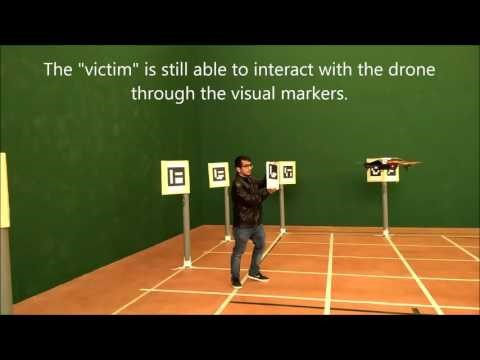 The "victim" is still able to interact with the drone
through the visual markers.